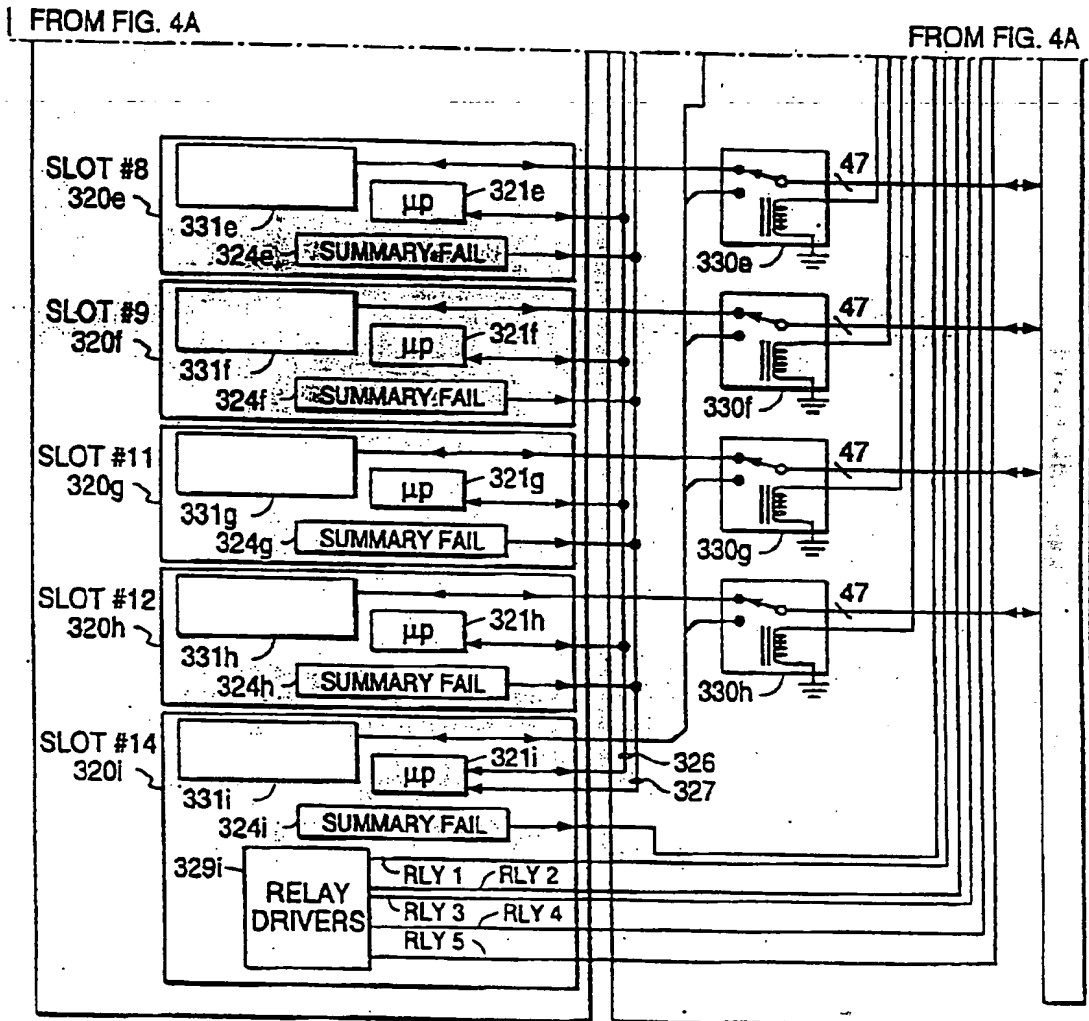 FROM FIG. 4A
FROM FIG. 4A
SLOT #8
320e
331e
μp
321e
324e
SUMMARY FAIL
47
330e
SLOT #9
320f
331f
μp
321f
324f
SUMMARY FAIL
47
330f
SLOT #11
320g
331g
μp
321g
324g
SUMMARY FAIL
47
330g
SLOT #12
320h
331h
μp
321h
324h
SUMMARY FAIL
47
330h
SLOT #14
320i
331i
μp
321i
326
327
324i
SUMMARY FAIL
329i
RELAY
DRIVERS
RLY 1
RLY 2
RLY 3
RLY 4
RLY 5